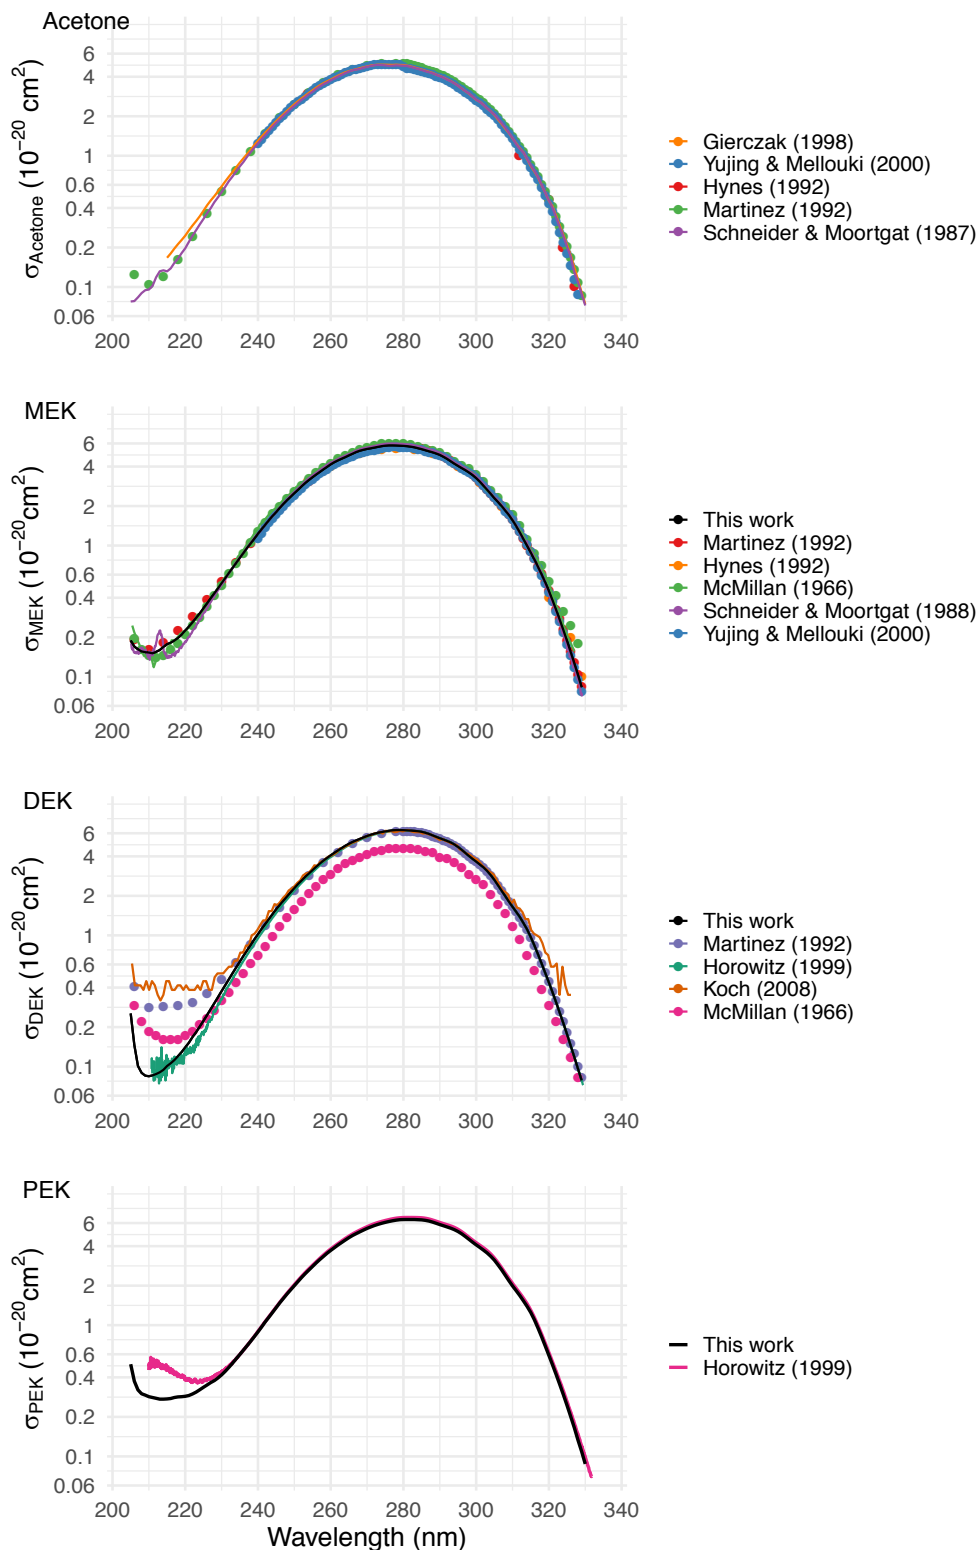 Acetone
6
4
2
1
0.6
0.4
0.2
0.1
0.06
σAcetone (10−20 cm2)
200 220 240 260 280 300 320 340
Gierczak (1998)
Yujing & Mellouki (2000)
Hynes (1992)
Martinez (1992)
Schneider & Moortgat (1987)
MEK
6
4
2
1
0.6
0.4
0.2
0.1
0.06
σMEK (10−20cm2)
200 220 240 260 280 300 320 340
This work
Martinez (1992)
Hynes (1992)
McMillan (1966)
Schneider & Moortgat (1988)
Yujing & Mellouki (2000)
DEK
6
4
2
1
0.6
0.4
0.2
0.1
0.06
σDEK (10−20cm2)
200 220 240 260 280 300 320 340
This work
Martinez (1992)
Horowitz (1999)
Koch (2008)
McMillan (1966)
PEK
6
4
2
1
0.6
0.4
0.2
0.1
0.06
σPEK (10−20cm2)
200 220 240 260 280 300 320 340
Wavelength (nm)
This work
Horowitz (1999)